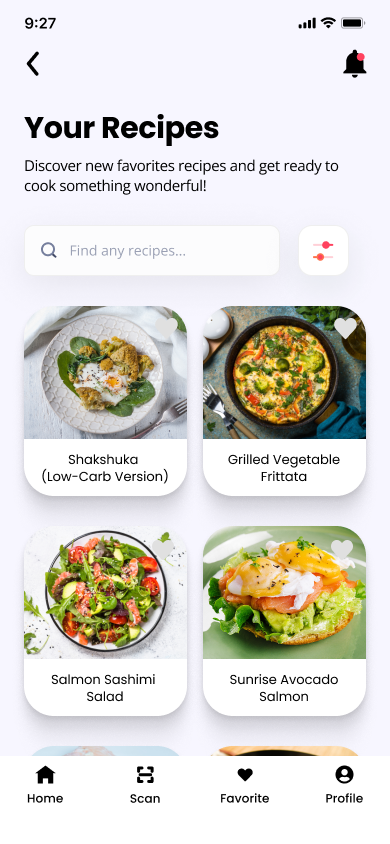 9:27
Your Recipes
Discover new favorites recipes and get ready to
cook something wonderful!
Find any recipes...
Shakshuka
(Low-Carb Version)
Grilled Vegetable
Frittata
Salmon Sashimi
Salad
Sunrise Avocado
Salmon
Home
Scan
Favorite
Profile